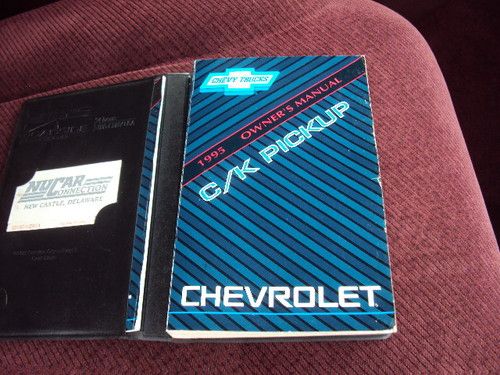 NUCAR
CONNECTION
NEW CASTLE, DELAWARE
CHEVY TRUCKS
1995 OWNER'S MANUAL
C/K PICKUP
CHEVROLET